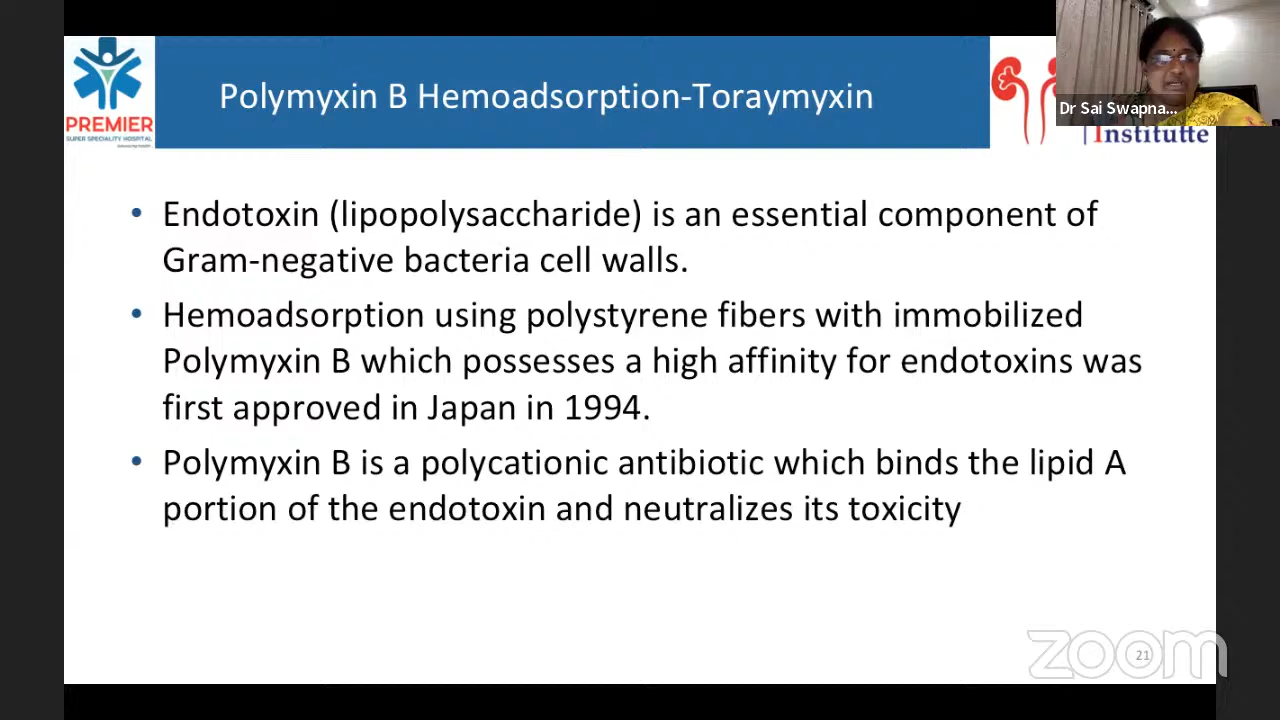 Polymyxin B Hemoadsorption-Toraymyxin
PREMIER
SUPER SPECIALITY HOSPITAL
Dr Sai Swapna...
Institutte
• Endotoxin (lipopolysaccharide) is an essential component of
Gram-negative bacteria cell walls.
• Hemoadsorption using polystyrene fibers with immobilized
Polymyxin B which possesses a high affinity for endotoxins was
first approved in Japan in 1994.
• Polymyxin B is a polycationic antibiotic which binds the lipid A
portion of the endotoxin and neutralizes its toxicity
zoom
21